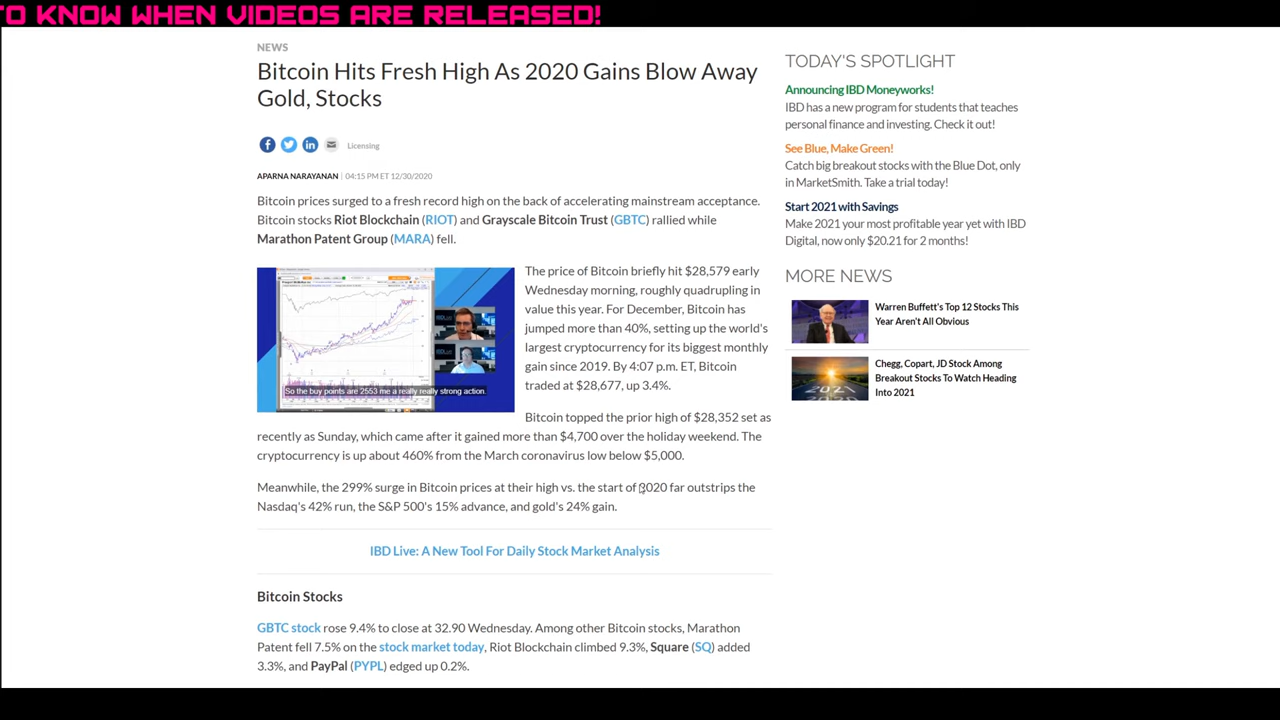 TO KNOW WHEN VIDEOS ARE RELEASED!
NEWS
Bitcoin Hits Fresh High As 2020 Gains Blow Away
Gold, Stocks
Licensing
APARNA NARAYANAN | 04:15 PM ET 12/30/2020
Bitcoin prices surged to a fresh record high on the back of accelerating mainstream acceptance.
Bitcoin stocks Riot Blockchain (RIOT) and Grayscale Bitcoin Trust (GBTC) rallied while
Marathon Patent Group (MARA) fell.
So the buy points are 2553 me a really really strong action.
The price of Bitcoin briefly hit $28,579 early
Wednesday morning, roughly quadrupling in
value this year. For December, Bitcoin has
jumped more than 40%, setting up the world's
largest cryptocurrency for its biggest monthly
gain since 2019. By 4:07 p.m. ET, Bitcoin
traded at $28,677, up 3.4%.
Bitcoin topped the prior high of $28,352 set as
recently as Sunday, which came after it gained more than $4,700 over the holiday weekend. The
cryptocurrency is up about 460% from the March coronavirus low below $5,000.
Meanwhile, the 299% surge in Bitcoin prices at their high vs. the start of 2020 far outstrips the
Nasdaq's 42% run, the S&P 500's 15% advance, and gold's 24% gain.
IBD Live: A New Tool For Daily Stock Market Analysis
Bitcoin Stocks
GBTC stock rose 9.4% to close at 32.90 Wednesday. Among other Bitcoin stocks, Marathon
Patent fell 7.5% on the stock market today, Riot Blockchain climbed 9.3%, Square (SQ) added
3.3%, and PayPal (PYPL) edged up 0.2%.
TODAY'S SPOTLIGHT
Announcing IBD Moneyworks!
IBD has a new program for students that teaches
personal finance and investing. Check it out!
See Blue, Make Green!
Catch big breakout stocks with the Blue Dot, only
in MarketSmith. Take a trial today!
Start 2021 with Savings
Make 2021 your most profitable year yet with IBD
Digital, now only $20.21 for 2 months!
MORE NEWS
Warren Buffett's Top 12 Stocks This
Year Aren't All Obvious
2021
Chegg, Copart, JD Stock Among
Breakout Stocks To Watch Heading
Into 2021